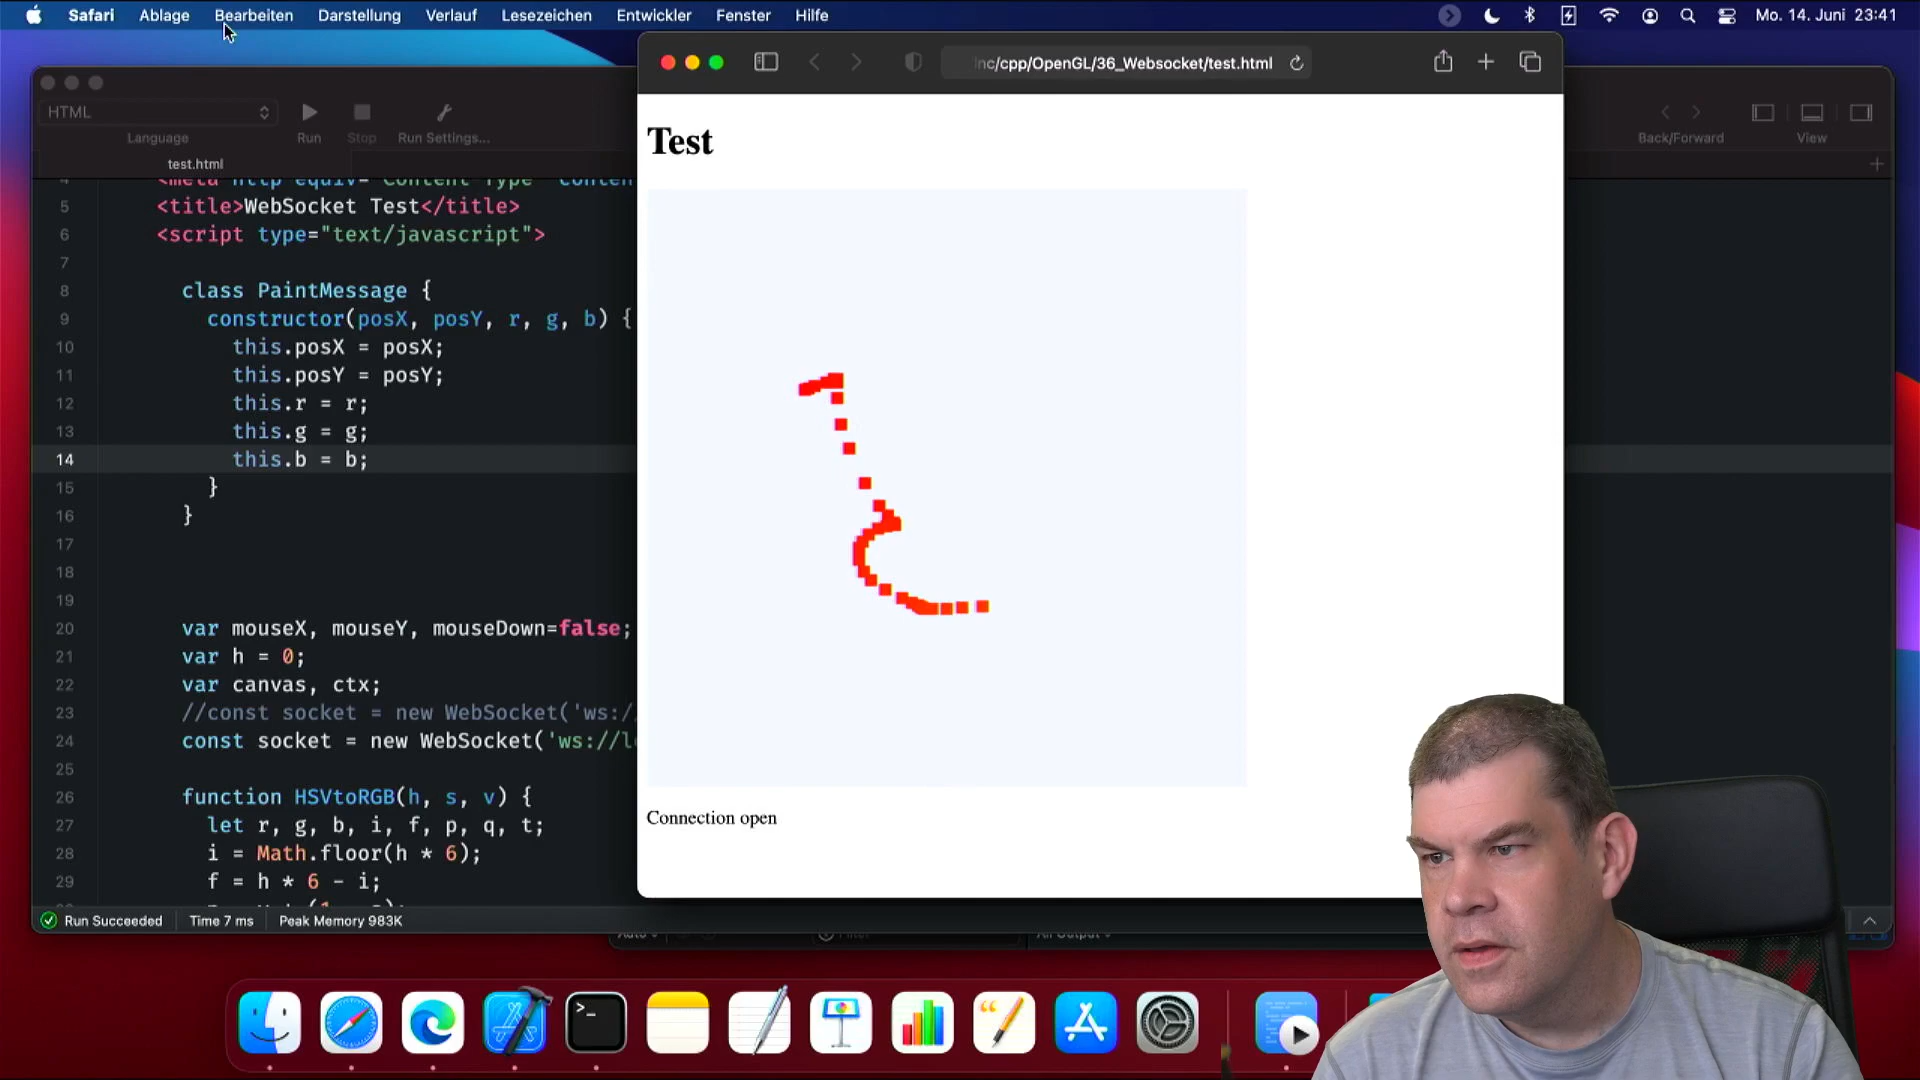 Safari Ablage Bearbeiten Darstellung Verlauf Lesezeichen Entwickler Fenster Hilfe Mo. 14. Juni 23:41
/cpp/OpenGL/36_Websocket/test.html
HTML
Language Run Stop Run Settings... Back/Forward View
test.html
5 <title>WebSocket Test</title>
6 <script type="text/javascript">
7
8 class PaintMessage {
9 constructor(posX, posY, r, g, b) {
10 this.posX = posX;
11 this.posY = posY;
12 this.r = r;
13 this.g = g;
14 this.b = b;
15 }
16 }
17
18
19
20 var mouseX, mouseY, mouseDown=false;
21 var h = 0;
22 var canvas, ctx;
23 //const socket = new WebSocket('ws:/
24 const socket = new WebSocket('ws://l
25
26 function HSVtoRGB(h, s, v) {
27 let r, g, b, i, f, p, q, t;
28 i = Math.floor(h * 6);
29 f = h * 6 - i;
Run Succeeded Time 7 ms Peak Memory 983K
Test
Connection open